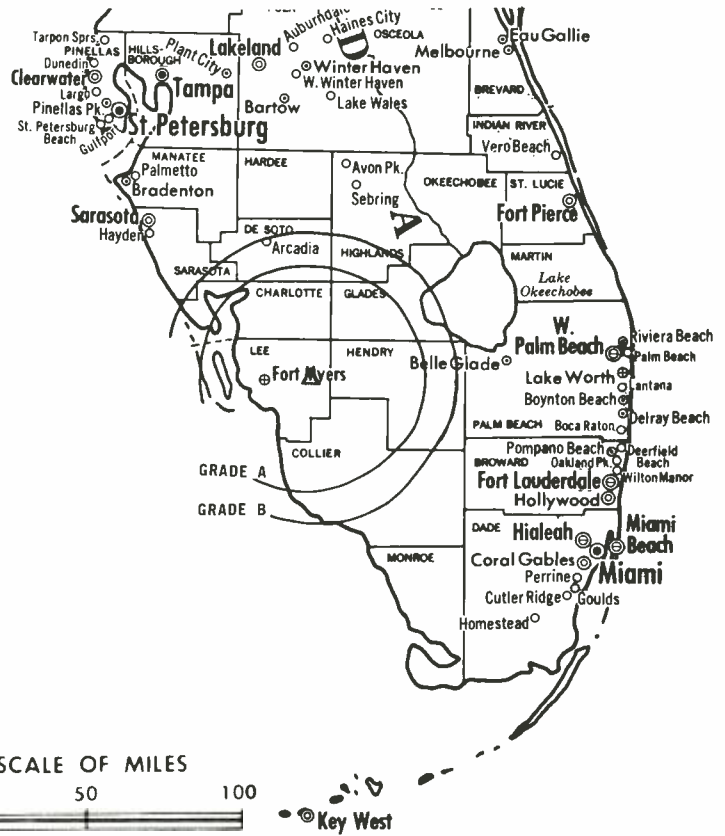 Auburndale
Haines City
OSCEOLA
Tarpon Sprs.
PINELLAS
HILLS-
BOROUGH
Plant City
Lakeland
D
Eau Gallie
Melbourne
Dunedin
Clearwater
Tampa
Winter Haven
W. Winter Haven
Largo
Pinellas Pk.
Bartow
Lake Wales
BREVARD
St. Petersburg
Beach
Gulfport
St. Petersburg
INDIAN RIVER
Vero Beach
MANATEE
HARDEE
Palmetto
Bradenton
Avon Pk.
Sebring
OKEECHOBEE
ST. LUCIE
Sarasota
Hayden
A
Fort Pierce
DE SOTO
Arcadia
HIGHLANDS
MARTIN
SARASOTA
CHARLOTTE
GLADES
Lake
Okeechobee
W.
Palm Beach
Riviera Beach
Palm Beach
LEE
HENDRY
Belle Glade
Fort Myers
Lake Worth
Lantana
Boynton Beach
Delray Beach
PALM BEACH
Boca Raton
COLLIER
Pompano Beach
Deerfield
Beach
BROWARD
Oakland Pk.
Wilton Manor
GRADE A
Fort Lauderdale
Hollywood
GRADE B
DADE
Hialeah
Miami
Beach
MONROE
Coral Gables
Miami
Perrine
Cutler Ridge
Goulds
Homestead
SCALE OF MILES
50
100
Key West